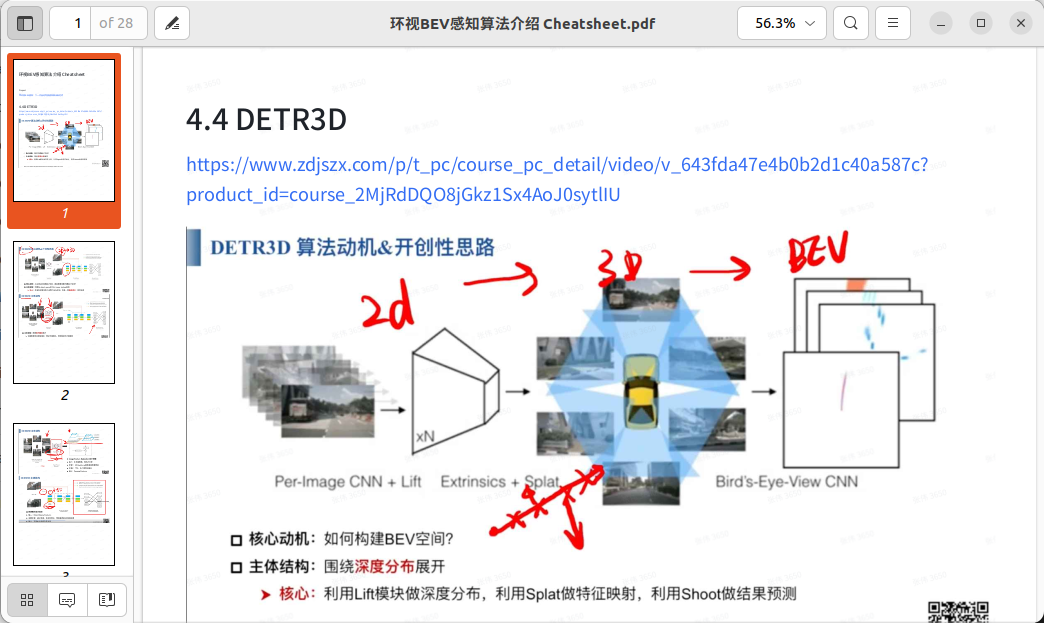 1 of 28
环视BEV感知算法介绍 Cheatsheet.pdf
56.3%
4.4 DETR3D
https://www.zdjszx.com/p/t_pc/course_pc_detail/video/v_643fda47e4b0b2d1c40a587c?
product_id=course_2MjRdDQO8jGkz1Sx4AoJ0sytlIU
DETR3D 算法动机&开创性思路
2d
3D
BEV
xN
Per-Image CNN + Lift
Extrinsics + Splat
Bird's-Eye-View CNN
核心动机：如何构建BEV空间？
主体结构：围绕深度分布展开
核心：利用Lift模块做深度分布，利用Splat做特征映射，利用Shoot做结果预测
1
2
3